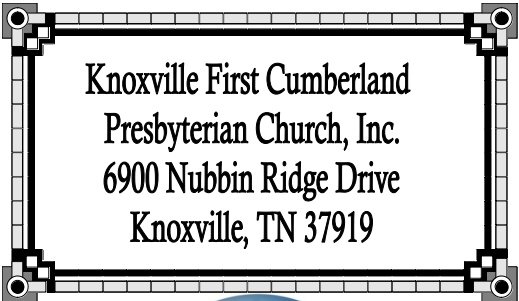 Knoxville First Cumberland
Presbyterian Church, Inc.
6900 Nubbin Ridge Drive
Knoxville, TN 37919